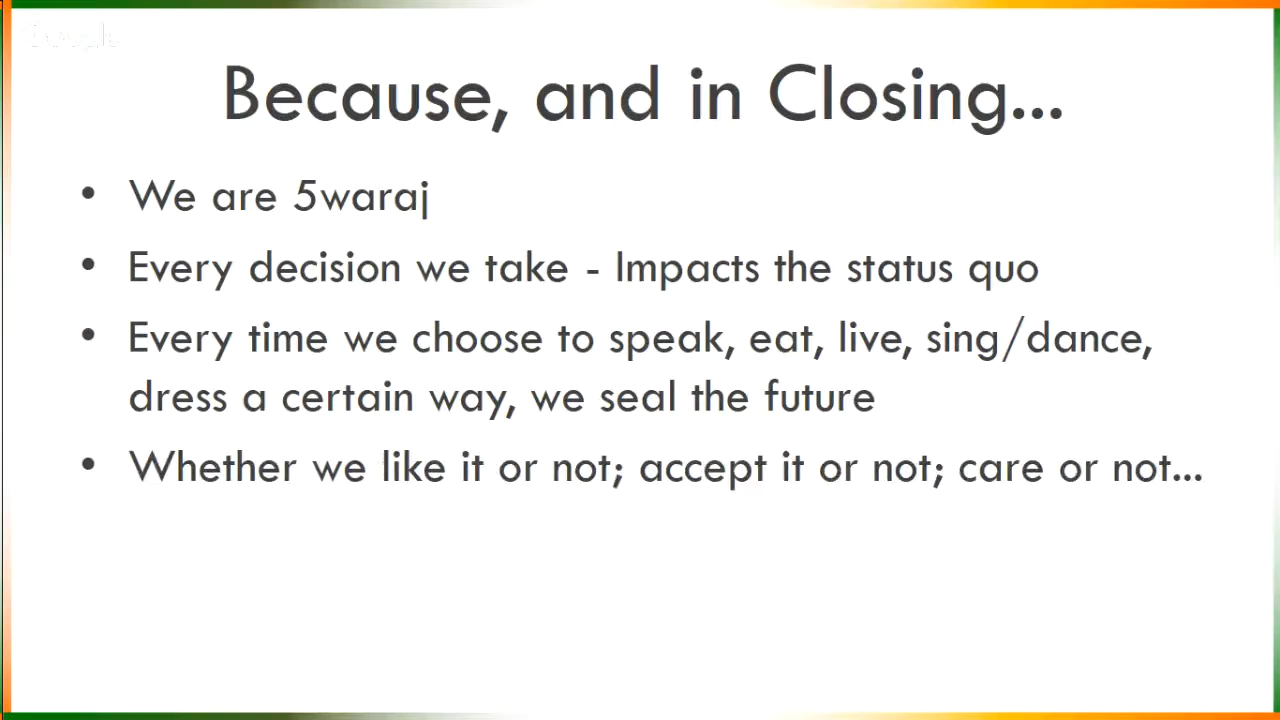 Because, and in Closing...
• We are 5waraj
• Every decision we take - Impacts the status quo
• Every time we choose to speak, eat, live, sing/dance,
dress a certain way, we seal the future
• Whether we like it or not; accept it or not; care or not...